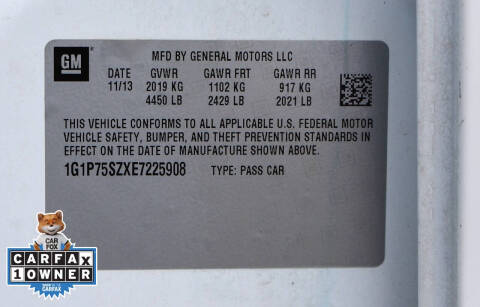 GM
MFD BY GENERAL MOTORS LLC
DATE GVWR GAWR FRT GAWR RR
11/13 2019 KG 1102 KG 917 KG
4450 LB 2429 LB 2021 LB
THIS VEHICLE CONFORMS TO ALL APPLICABLE U.S. FEDERAL MOTOR
VEHICLE SAFETY, BUMPER, AND THEFT PREVENTION STANDARDS IN
EFFECT ON THE DATE OF MANUFACTURE SHOWN ABOVE.
1G1P75SZXE7225908 TYPE: PASS CAR
CAR
FOX
CARFAX
1 OWNER
CARFAX